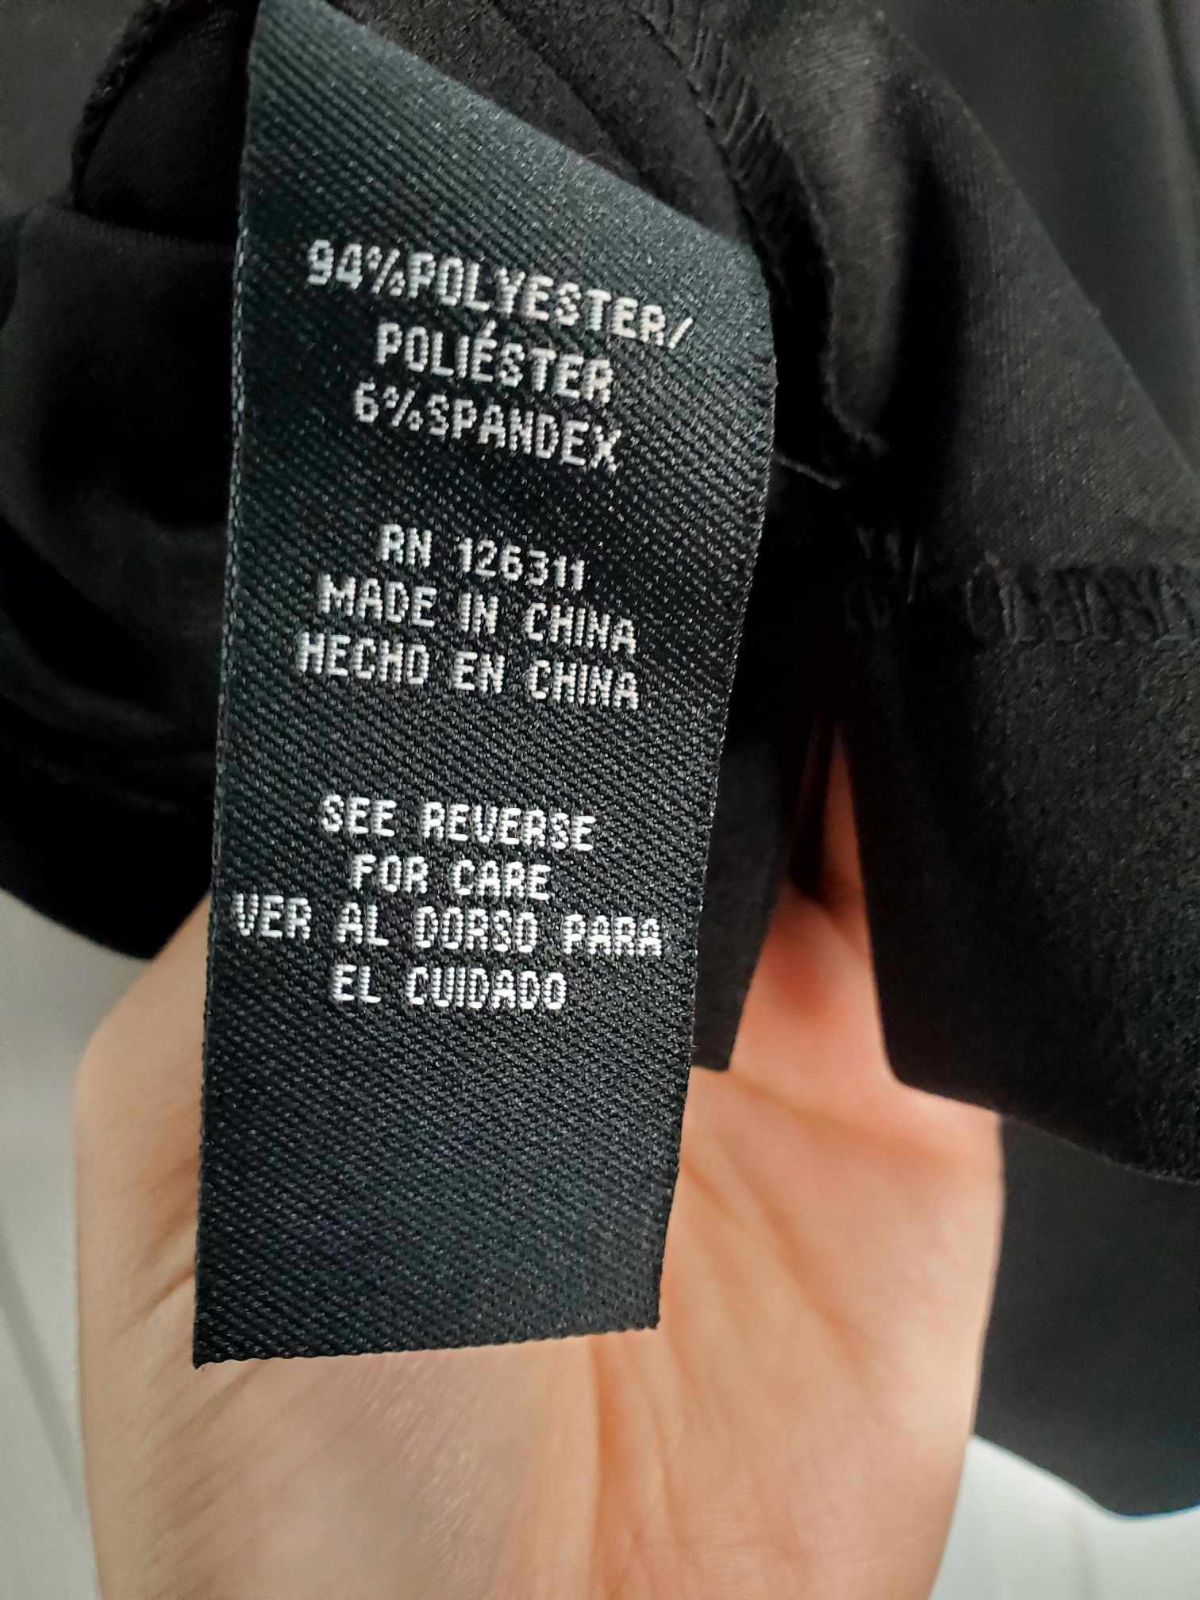 94%POLYESTER/
POLIÉSTER
6%SPANDEX
RN 126311
MADE IN CHINA
HECHO EN CHINA
SEE REVERSE
FOR CARE
VER AL DORSO PARA
EL CUIDADO